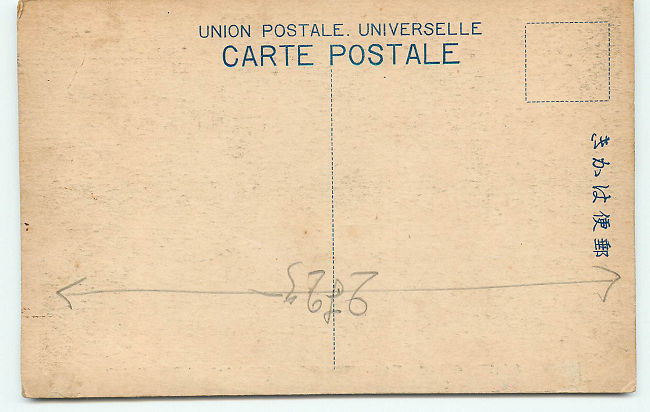 UNION POSTALE. UNIVERSELLE
CARTE POSTALE
郵便はかき